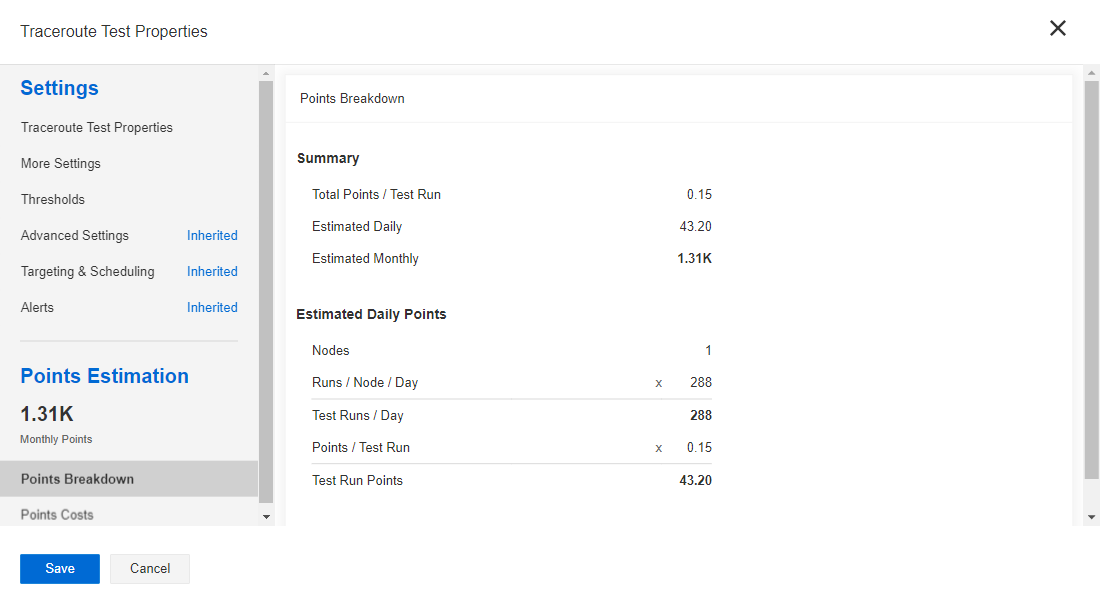 Traceroute Test Properties
Settings
Traceroute Test Properties
More Settings
Thresholds
Advanced Settings Inherited
Targeting & Scheduling Inherited
Alerts Inherited
Points Estimation
1.31K
Monthly Points
Points Breakdown
Points Costs
Points Breakdown
Summary
Total Points / Test Run 0.15
Estimated Daily 43.20
Estimated Monthly 1.31K
Estimated Daily Points
Nodes 1
Runs / Node / Day x 288
Test Runs / Day 288
Points / Test Run x 0.15
Test Run Points 43.20
Save Cancel